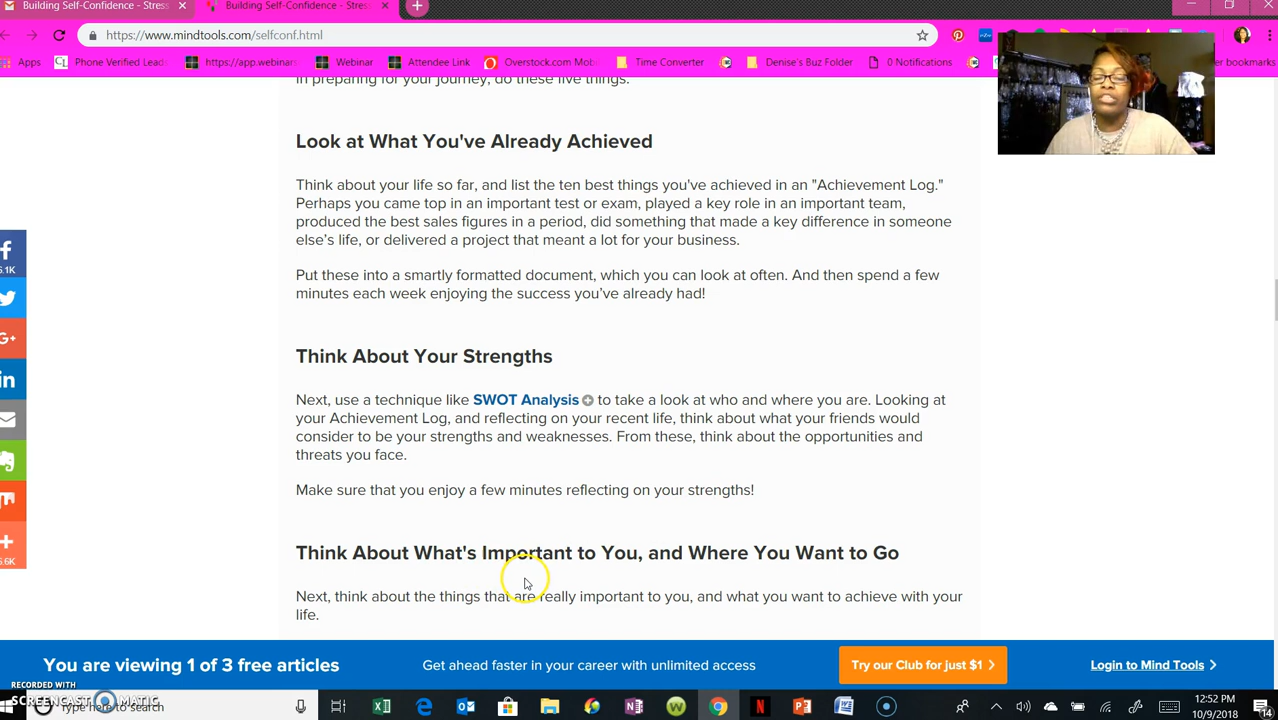 Building Self-Confidence - Stress
Building Self-Confidence - Stres
https://www.mindtools.com/selfconf.html
Apps
Phone Verified Lead
https://app.webinar
Webinar
Attendee Link
Overstock.com Mob
Time Converter
Denise's Buz Folder
0 Notifications
er bookmarks
in preparing for your journey, do these five things.
Look at What You've Already Achieved
Think about your life so far, and list the ten best things you've achieved in an "Achievement Log."
Perhaps you came top in an important test or exam, played a key role in an important team,
produced the best sales figures in a period, did something that made a key difference in someone
else's life, or delivered a project that meant a lot for your business.
Put these into a smartly formatted document, which you can look at often. And then spend a few
minutes each week enjoying the success you've already had!
Think About Your Strengths
Next, use a technique like SWOT Analysis to take a look at who and where you are. Looking at
your Achievement Log, and reflecting on your recent life, think about what your friends would
consider to be your strengths and weaknesses. From these, think about the opportunities and
threats you face.
Make sure that you enjoy a few minutes reflecting on your strengths!
Think About What's Important to You, and Where You Want to Go
Next, think about the things that are really important to you, and what you want to achieve with your
life.
You are viewing 1 of 3 free articles
Get ahead faster in your career with unlimited access
Try our Club for just $1
Login to Mind Tools
RECORDED WITH
SCREENCAST MATIC
Type here to search
12:52 PM
10/9/2018
14